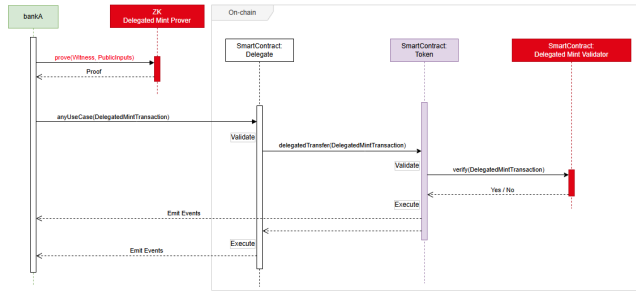 bankA
ZK
Delegated Mint Prover
On-chain
SmartContract:
Delegate
SmartContract:
Token
SmartContract:
Delegated Mint Validator
prove(Witness, PublicInputs)
Proof
anyUseCase(DelegatedMintTransaction)
Validate
delegatedTransfer(DelegatedMintTransaction)
Validate
verify(DelegatedMintTransaction)
Yes / No
Execute
Emit Events
Execute
Emit Events